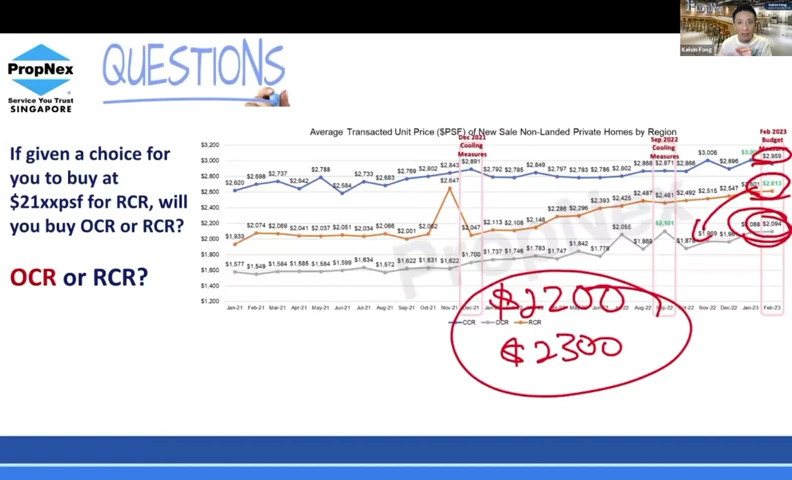 PropNex
Service You Trust
SINGAPORE
QUESTIONS
Kelvin Fong
If given a choice for
you to buy at
$21xxpsf for RCR, will
you buy OCR or RCR?
OCR or RCR?
Average Transacted Unit Price ($PSF) of New Sale Non-Landed Private Homes by Region
Dec 2021
Cooling
Measures
Sep 2022
Cooling
Measures
Feb 2023
Budget
$3,200
$3,000
$2,800
$2,600
$2,400
$2,200
$2,000
$1,800
$1,600
$1,400
$1,200
$2,620 $2,698 $2,737 $2,642 $2,788 $2,584 $2,733 $2,683 $2,769 $2,802 $2,843 $2,891 $2,792 $2,785 $2,849 $2,797 $2,783 $2,786 $2,802 $2,866 $2,871 $2,866 $3,006 $2,896 $2,959
$1,933 $2,074 $2,069 $2,041 $2,037 $2,051 $2,034 $2,066 $2,001 $2,062 $2,647 $2,047 $2,113 $2,108 $2,148 $2,286 $2,296 $2,393 $2,425 $2,487 $2,461 $2,492 $2,515 $2,547 $2,613
$1,577 $1,549 $1,584 $1,585 $1,584 $1,599 $1,634 $1,572 $1,622 $1,631 $1,622 $1,700 $1,737 $1,746 $1,783 $1,747 $1,842 $1,778 $2,055 $1,869 $2,101 $1,969 $2,094
Jan-21 Feb-21 Mar-21 Apr-21 May-21 Jun-21 Jul-21 Aug-21 Sep-21 Oct-21 Nov-21 Dec-21 Aug-22 Sep-22 Nov-22 Dec-22 Jan-23 Feb-23
CCR OCR RCR
PropNex
$2200
$2300